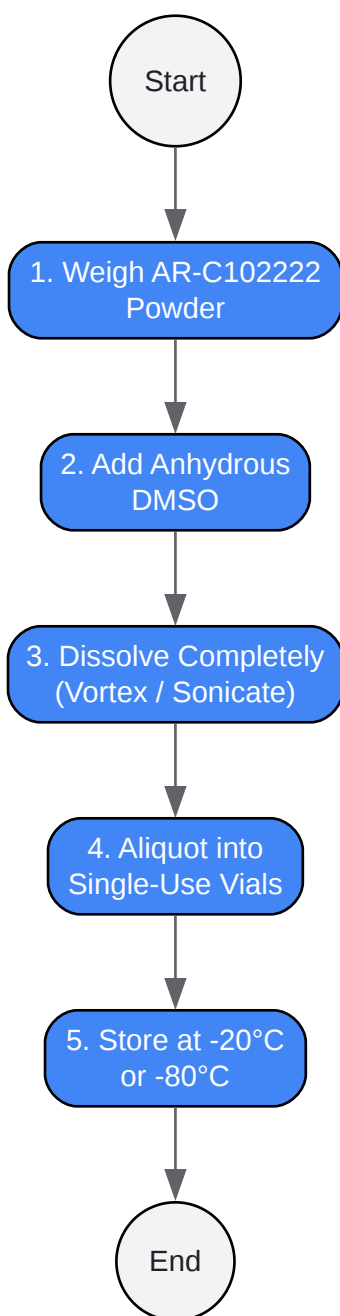 Start
1. Weigh AR-C102222
Powder
2. Add Anhydrous
DMSO
3. Dissolve Completely
(Vortex / Sonicate)
4. Aliquot into
Single-Use Vials
5. Store at -20°C
or -80°C
End